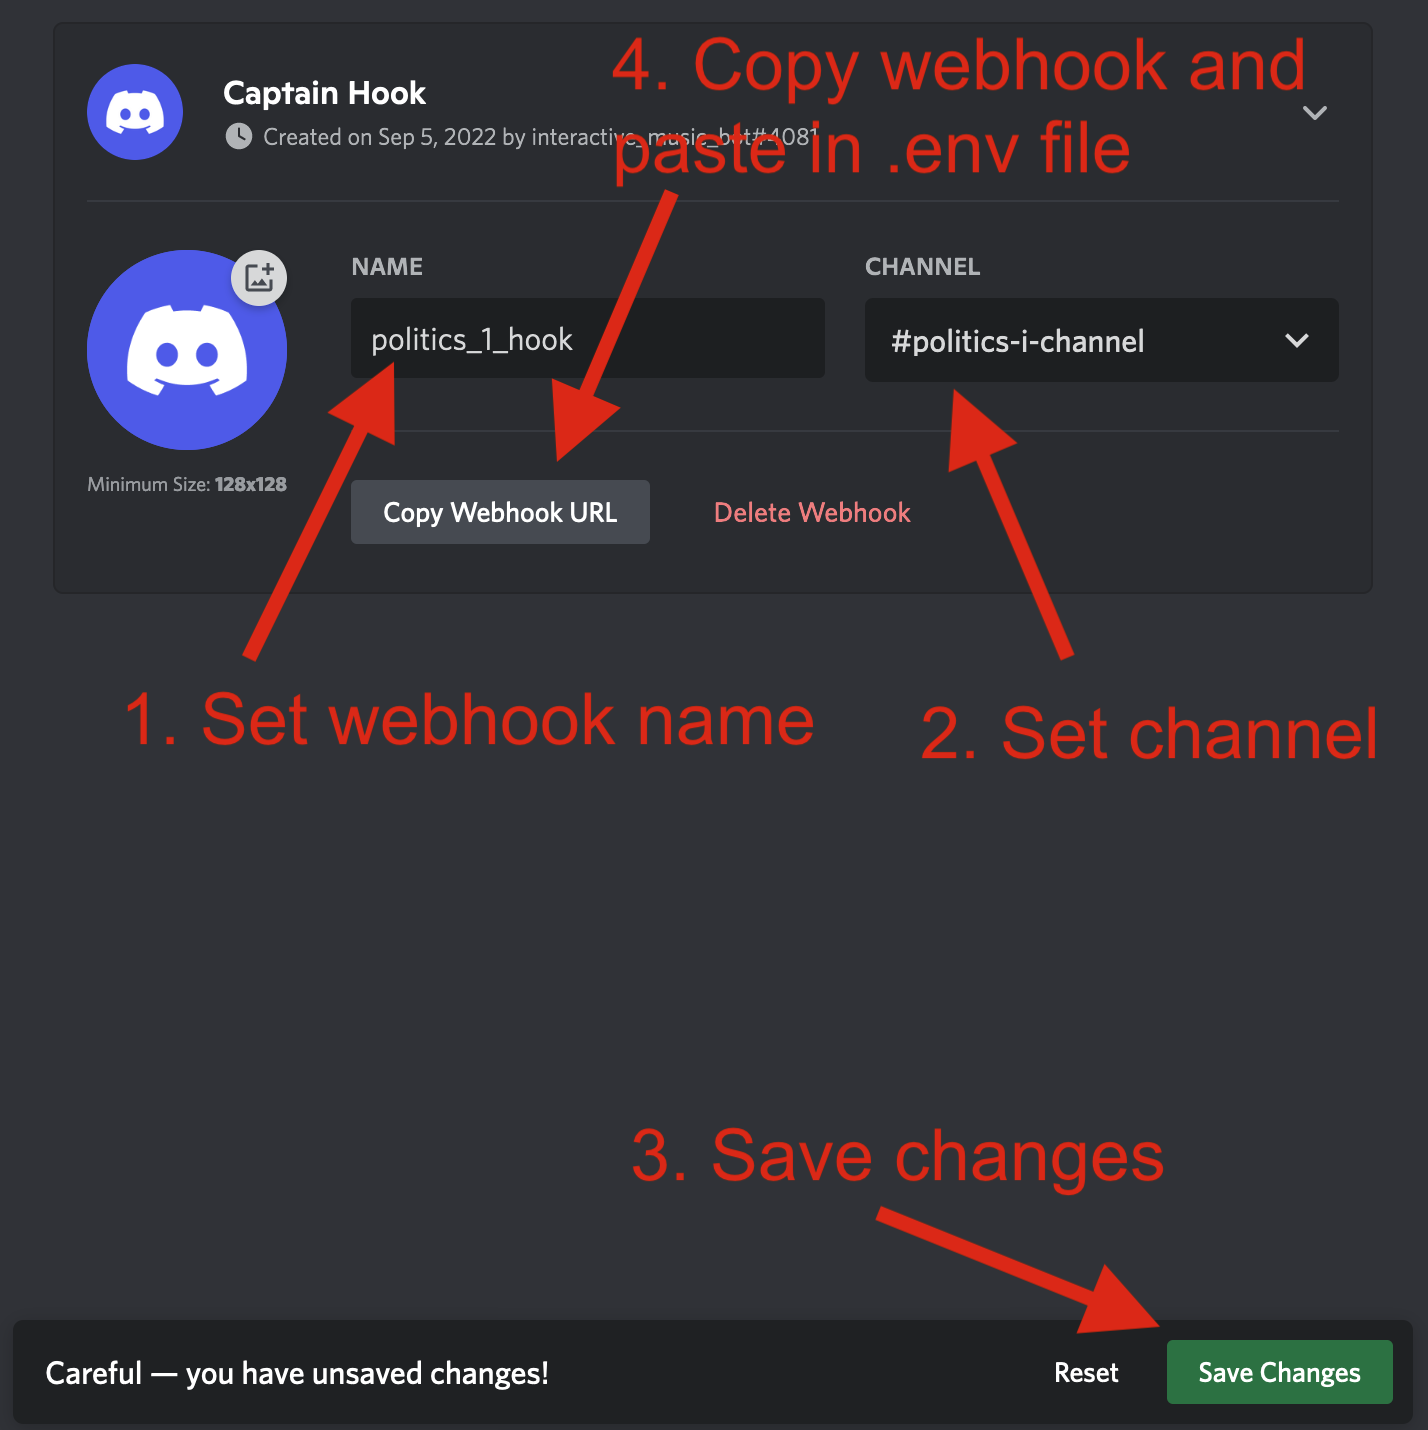 4. Copy webhook and
paste in .env file
Captain Hook
Created on Sep 5, 2022 by interactive_music_bot#4081
NAME
CHANNEL
politics_1_hook
#politics-i-channel
Minimum Size: 128x128
Copy Webhook URL
Delete Webhook
1. Set webhook name
2. Set channel
3. Save changes
Careful — you have unsaved changes!
Reset
Save Changes